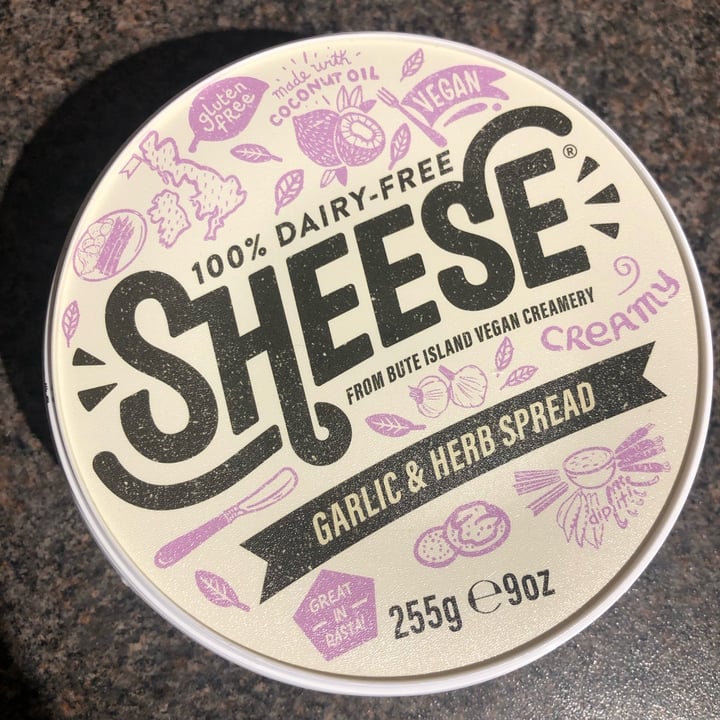 gluten
free
made with
COCONUT OIL
VEGAN
100% DAIRY-FREE
SHEESE®
FROM BUTE ISLAND VEGAN CREAMERY
CREAMY
GARLIC & HERB SPREAD
dip it!
GREAT
IN
PASTA!
255g ℮ 9oz